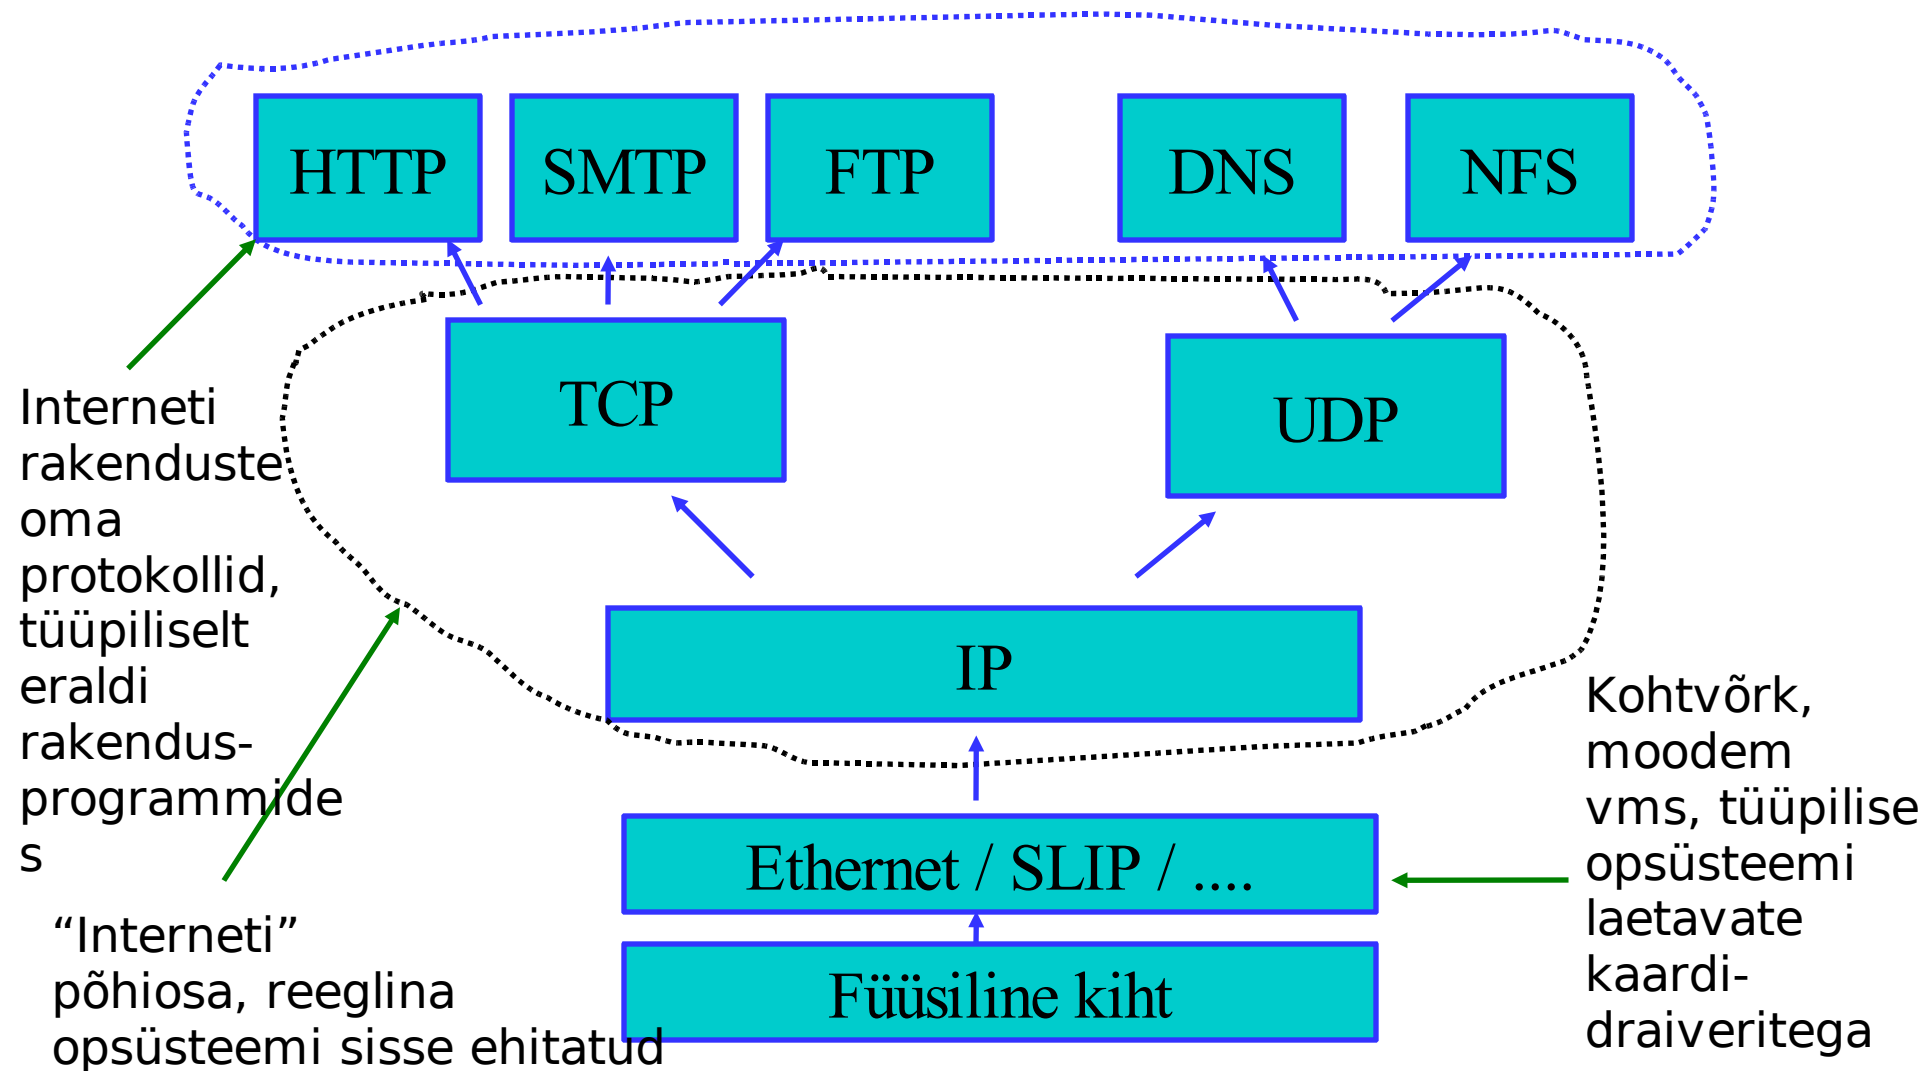 HTTP SMTP FTP DNS NFS
TCP
UDP
IP
Ethernet / SLIP / ....
Füüsiline kiht
Interneti
rakenduste
oma
protokollid,
tüüpiliselt
eraldi
rakendus-
programmide
s
“Interneti”
põhiosa, reeglina
opsüsteemi sisse ehitatud
Kohtvõrk,
moodem
vms, tüüpilise
opsüsteemi
laetavate
kaardi-
draiveritega